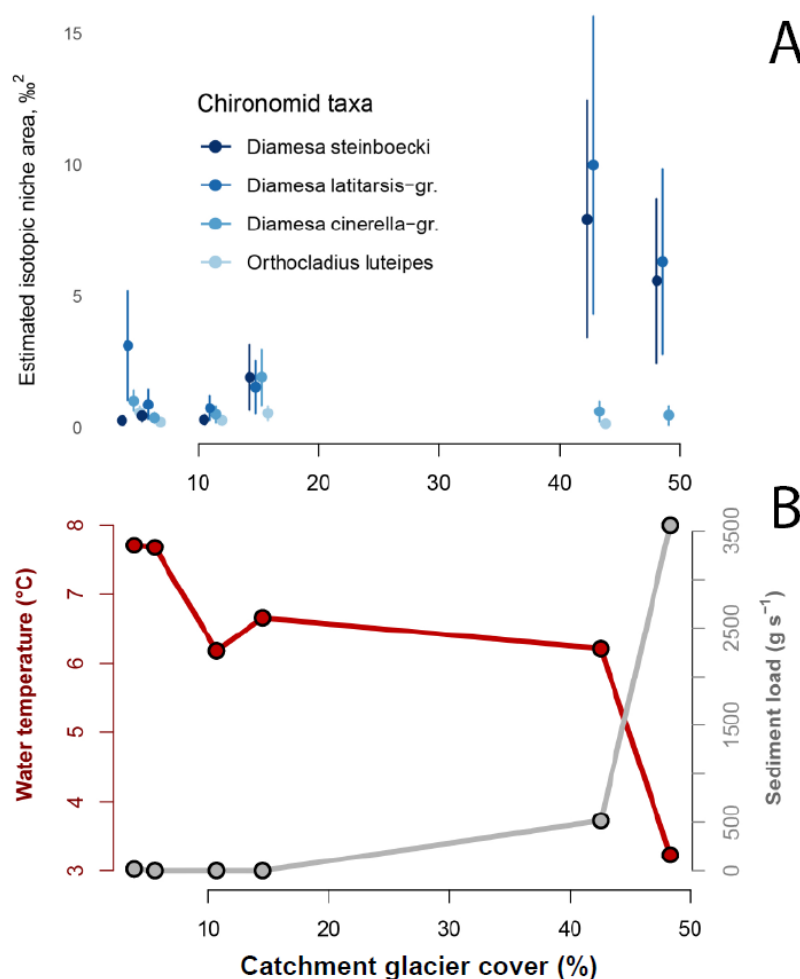 A
15
10
5
0
Estimated isotopic niche area, ‰²
Chironomid taxa
Diamesa steinboecki
Diamesa latitarsis-gr.
Diamesa cinerella-gr.
Orthocladius luteipes
10 20 30 40 50
B
8
7
6
5
4
3
Water temperature (°C)
3500
2500
1500
500
0
Sediment load (g s⁻¹)
10 20 30 40 50
Catchment glacier cover (%)